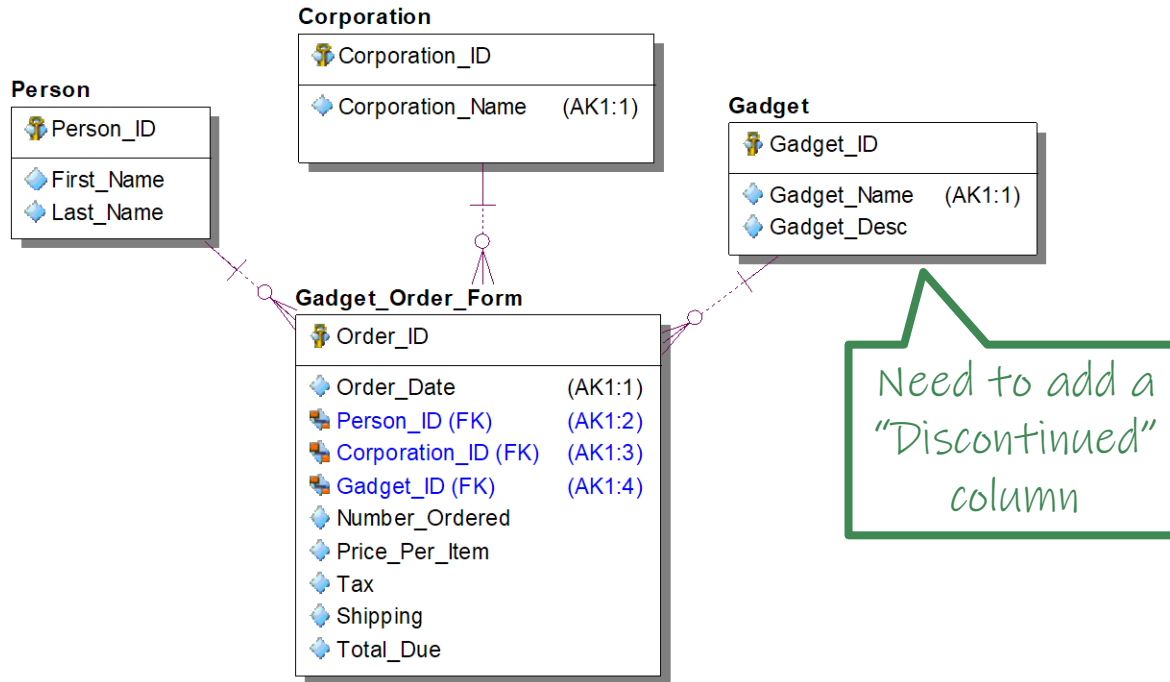 Corporation
Corporation_ID
Corporation_Name (AK1:1)
Person
Person_ID
First_Name
Last_Name
Gadget
Gadget_ID
Gadget_Name (AK1:1)
Gadget_Desc
Gadget_Order_Form
Order_ID
Order_Date (AK1:1)
Person_ID (FK) (AK1:2)
Corporation_ID (FK) (AK1:3)
Gadget_ID (FK) (AK1:4)
Number_Ordered
Price_Per_Item
Tax
Shipping
Total_Due
Need to add a
“Discontinued”
column